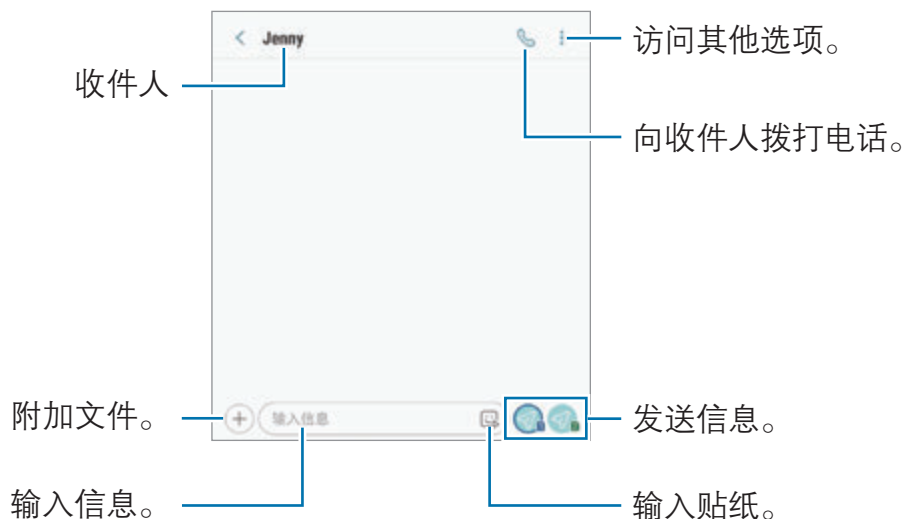 Jenny
访问其他选项。
收件人
向收件人拨打电话。
附加文件。
输入信息
发送信息。
输入信息。
输入贴纸。